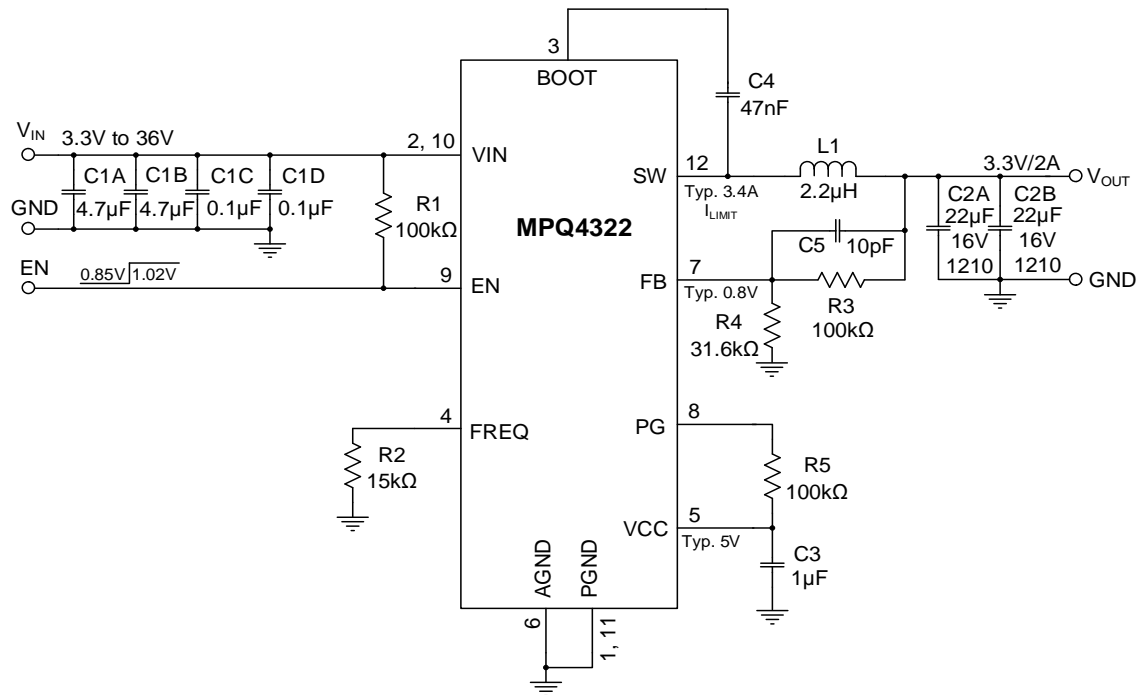 3
BOOT
C4
47nF
V_IN
3.3V to 36V
2, 10
VIN
C1A
C1B
C1C
C1D
4.7µF
4.7µF
0.1µF
0.1µF
GND
R1
100kΩ
MPQ4322
SW
12
Typ. 3.4A
I_LIMIT
L1
2.2µH
3.3V/2A
V_OUT
C2A
22µF
16V
1210
C2B
22µF
16V
1210
GND
C5
10pF
EN
0.85V
1.02V
9
EN
FB
7
Typ. 0.8V
R3
100kΩ
R4
31.6kΩ
4
FREQ
R2
15kΩ
PG
8
R5
100kΩ
VCC
5
Typ. 5V
C3
1µF
AGND
PGND
6
1, 11